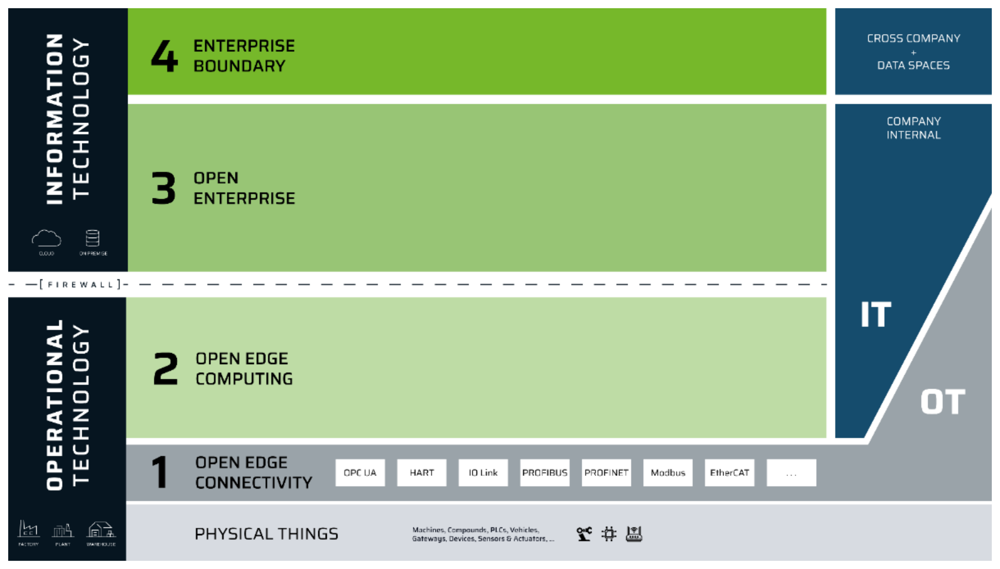 INFORMATION
TECHNOLOGY
CLOUD
ON PREMISE
4
ENTERPRISE
BOUNDARY
CROSS COMPANY
+
DATA SPACES
3
OPEN
ENTERPRISE
COMPANY
INTERNAL
[FIREWALL]
OPERATIONAL
TECHNOLOGY
FACTORY
PLANT
WAREHOUSE
2
OPEN EDGE
COMPUTING
IT
OT
1
OPEN EDGE
CONNECTIVITY
OPC UA
HART
IO Link
PROFIBUS
PROFINET
Modbus
EtherCAT
...
PHYSICAL THINGS
Machines, Compounds, PLCs, Vehicles,
Gateways, Devices, Sensors & Actuators, ...